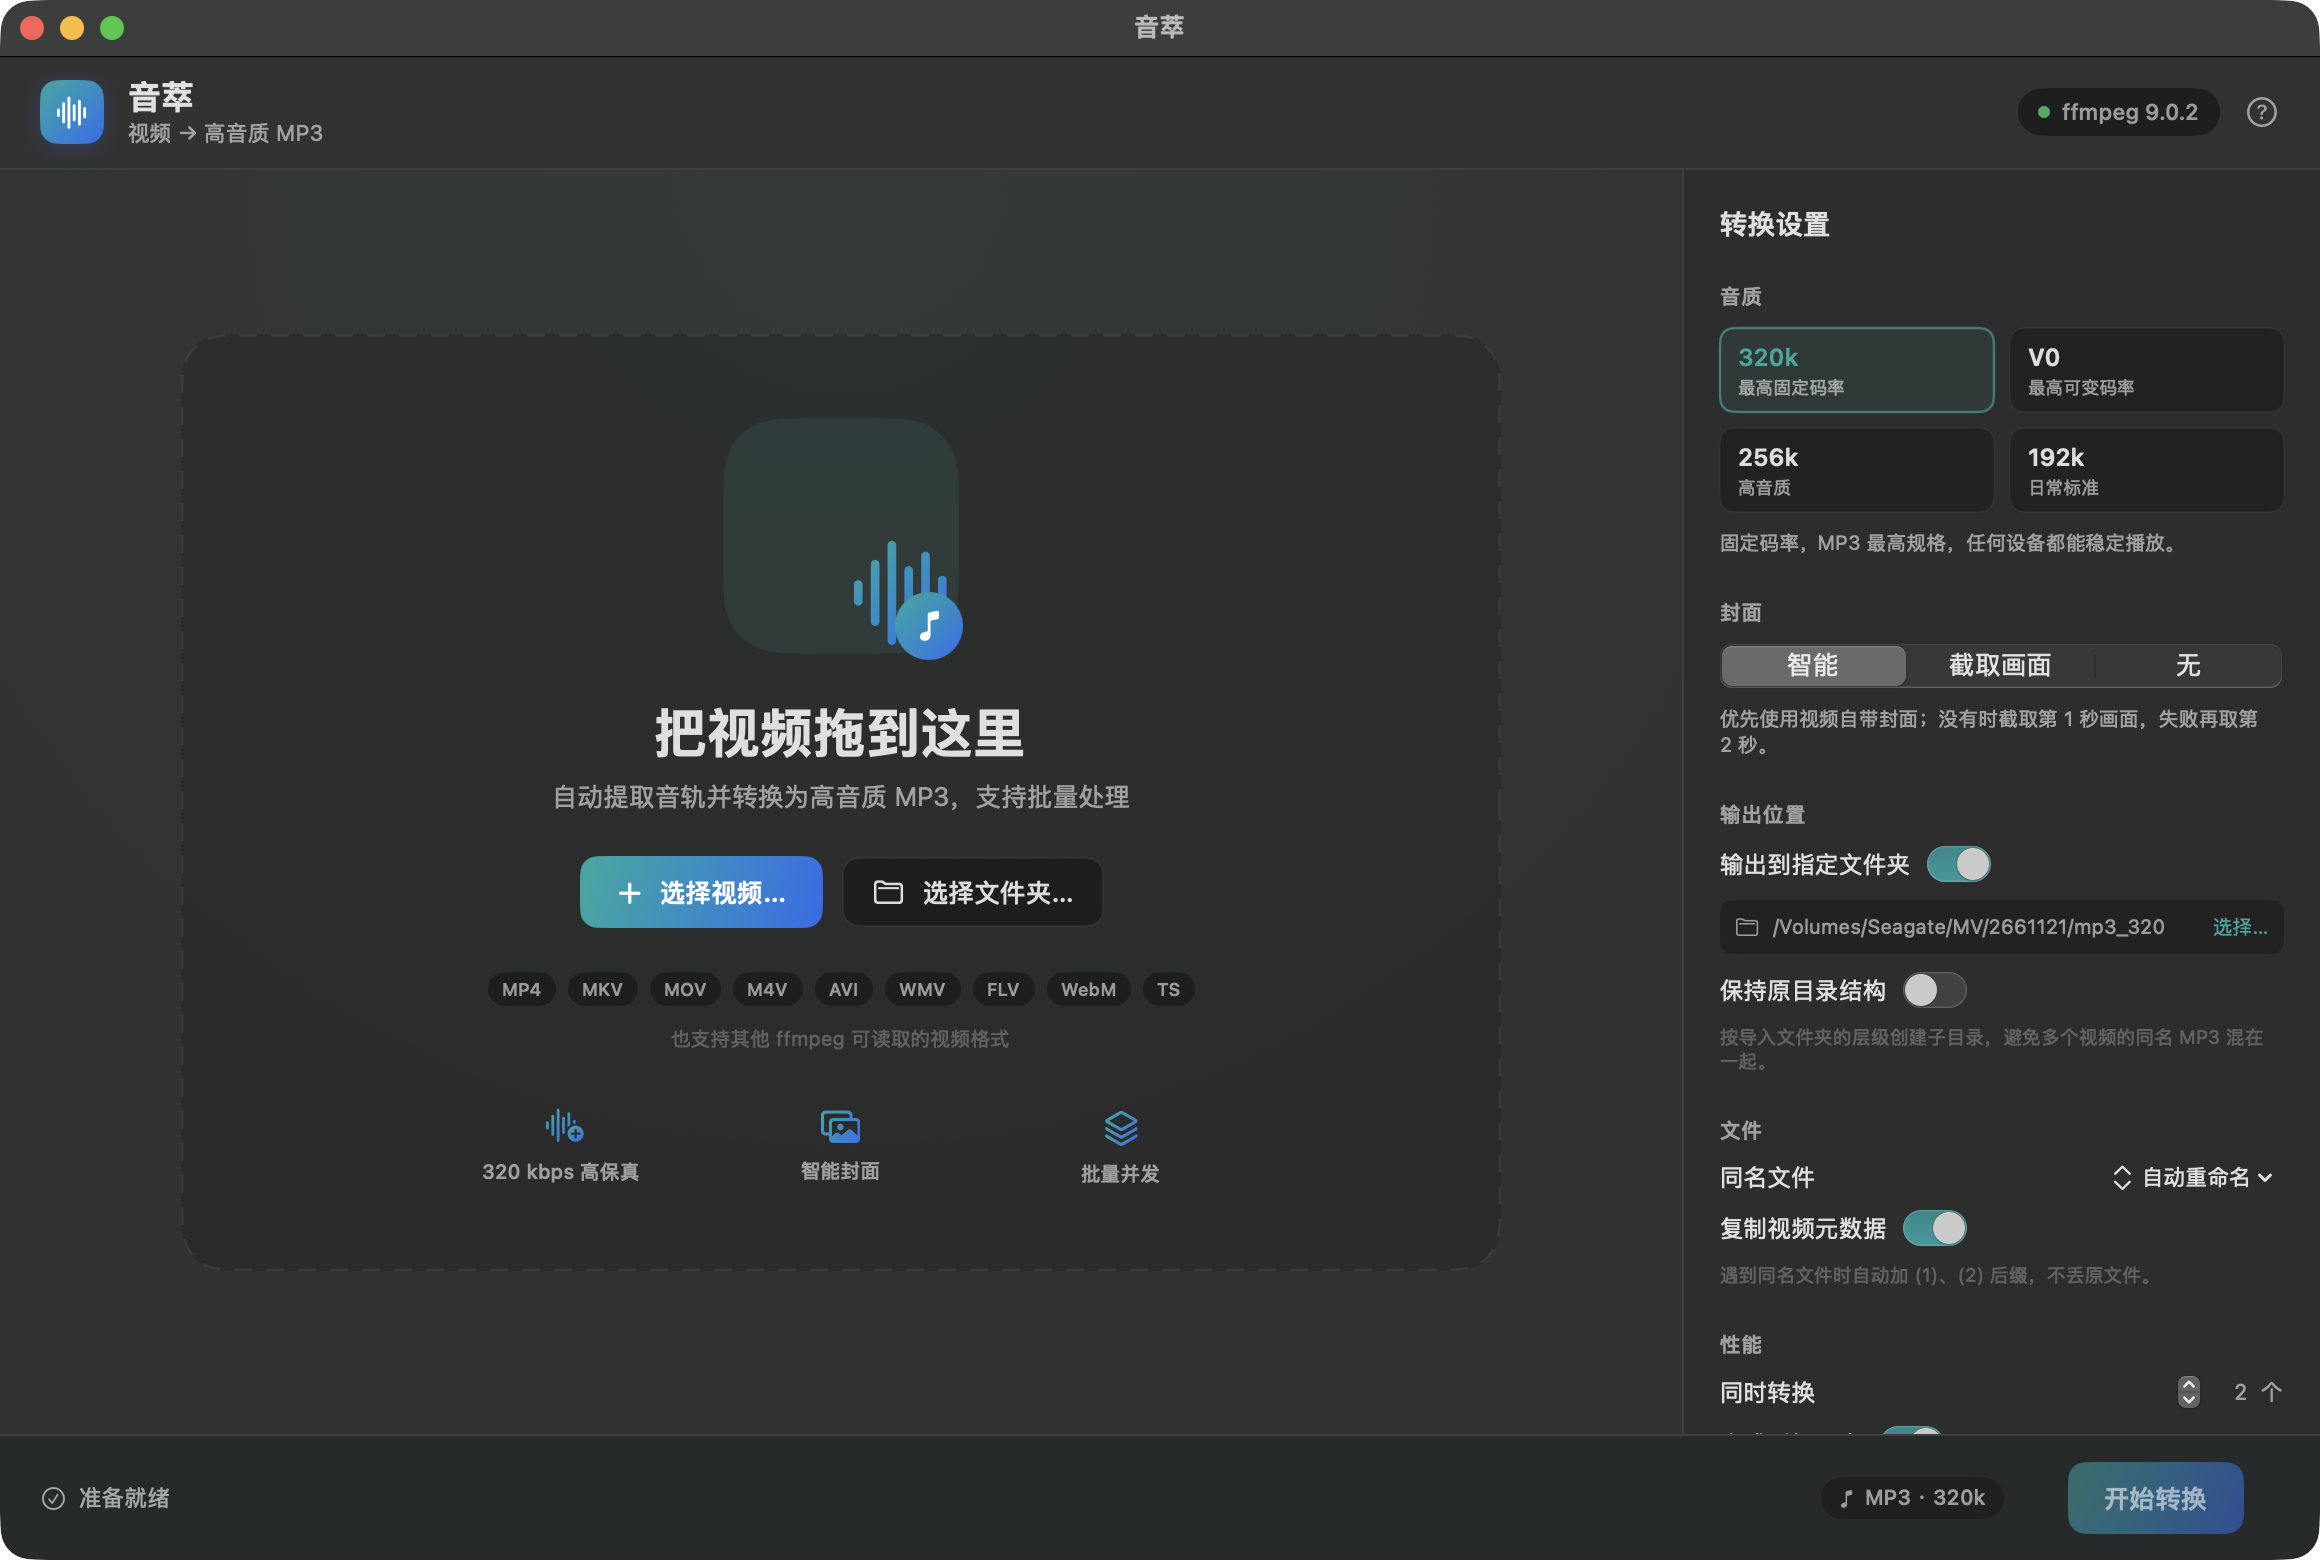 音萃
音萃
视频 → 高音质 MP3
ffmpeg 9.0.2
把视频拖到这里
自动提取音轨并转换为高音质 MP3，支持批量处理
选择视频...
选择文件夹...
MP4
MKV
MOV
M4V
AVI
WMV
FLV
WebM
TS
也支持其他 ffmpeg 可读取的视频格式
320 kbps 高保真
智能封面
批量并发
转换设置
音质
320k
最高固定码率
V0
最高可变码率
256k
高音质
192k
日常标准
固定码率，MP3 最高规格，任何设备都能稳定播放。
封面
智能
截取画面
无
优先使用视频自带封面；没有时截取第 1 秒画面，失败再取第
2 秒。
输出位置
输出到指定文件夹
/Volumes/Seagate/MV/2661121/mp3_320
选择...
保持原目录结构
按导入文件夹的层级创建子目录，避免多个视频的同名 MP3 混在
一起。
文件
同名文件
自动重命名
复制视频元数据
遇到同名文件时自动加 (1)、(2) 后缀，不丢原文件。
性能
同时转换
2 个
准备就绪
MP3 · 320k
开始转换